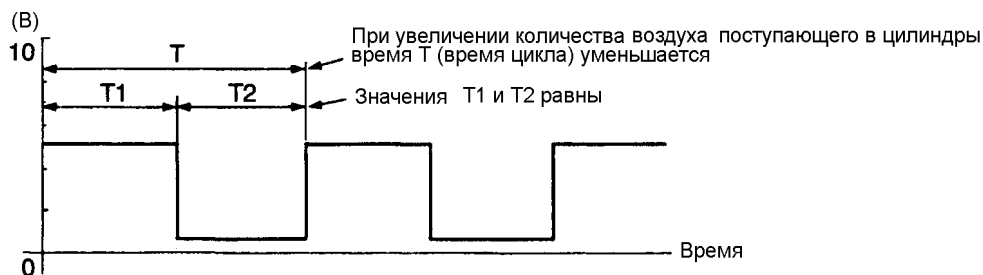 (В)
10
При увеличении количества воздуха поступающего в цилиндры
время Т (время цикла) уменьшается
T
T1
T2
Значения T1 и T2 равны
Время
0